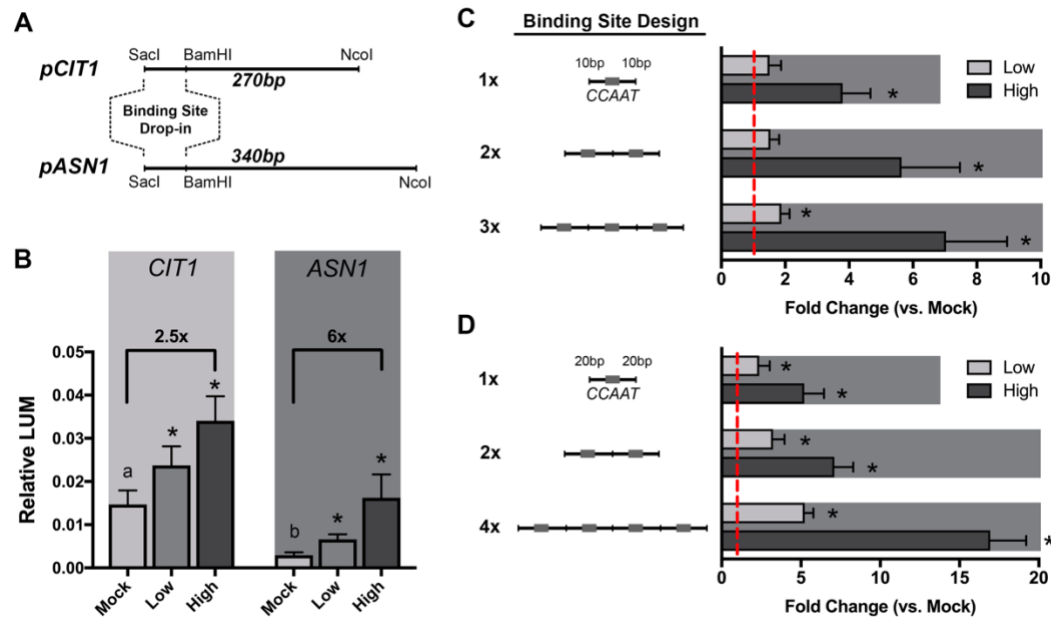 A
SacI BamHI NcoI
pCIT1
270bp
Binding Site
Drop-in
pASN1
340bp
SacI BamHI NcoI
B
CIT1 ASN1
2.5x 6x
Relative LUM
0.05
0.04
0.03
0.02
0.01
0.00
a * * b * *
Mock Low High Mock Low High
C
Binding Site Design
1x
10bp 10bp
CCAAT
2x
3x
Low
High
*
*
*
*
0 2 4 6 8 10
Fold Change (vs. Mock)
D
1x
20bp 20bp
CCAAT
2x
4x
Low
High
*
*
*
*
*
*
0 5 10 15 20
Fold Change (vs. Mock)